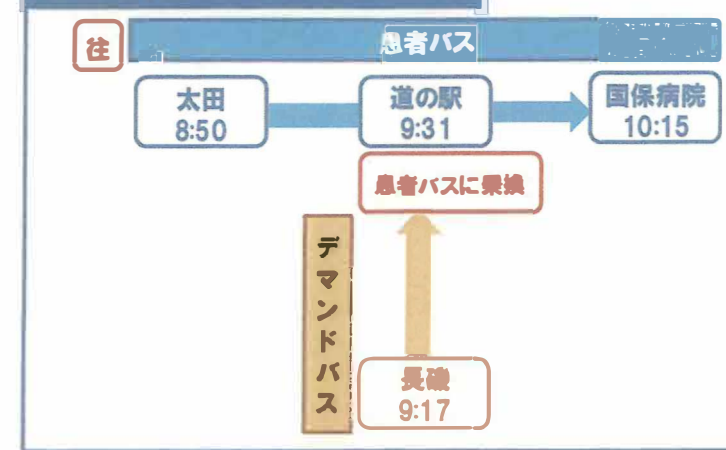 往
患者バス
太田
8:50
道の駅
9:31
国保病院
10:15
患者バスに乗換
デマンドバス
長磯
9:17